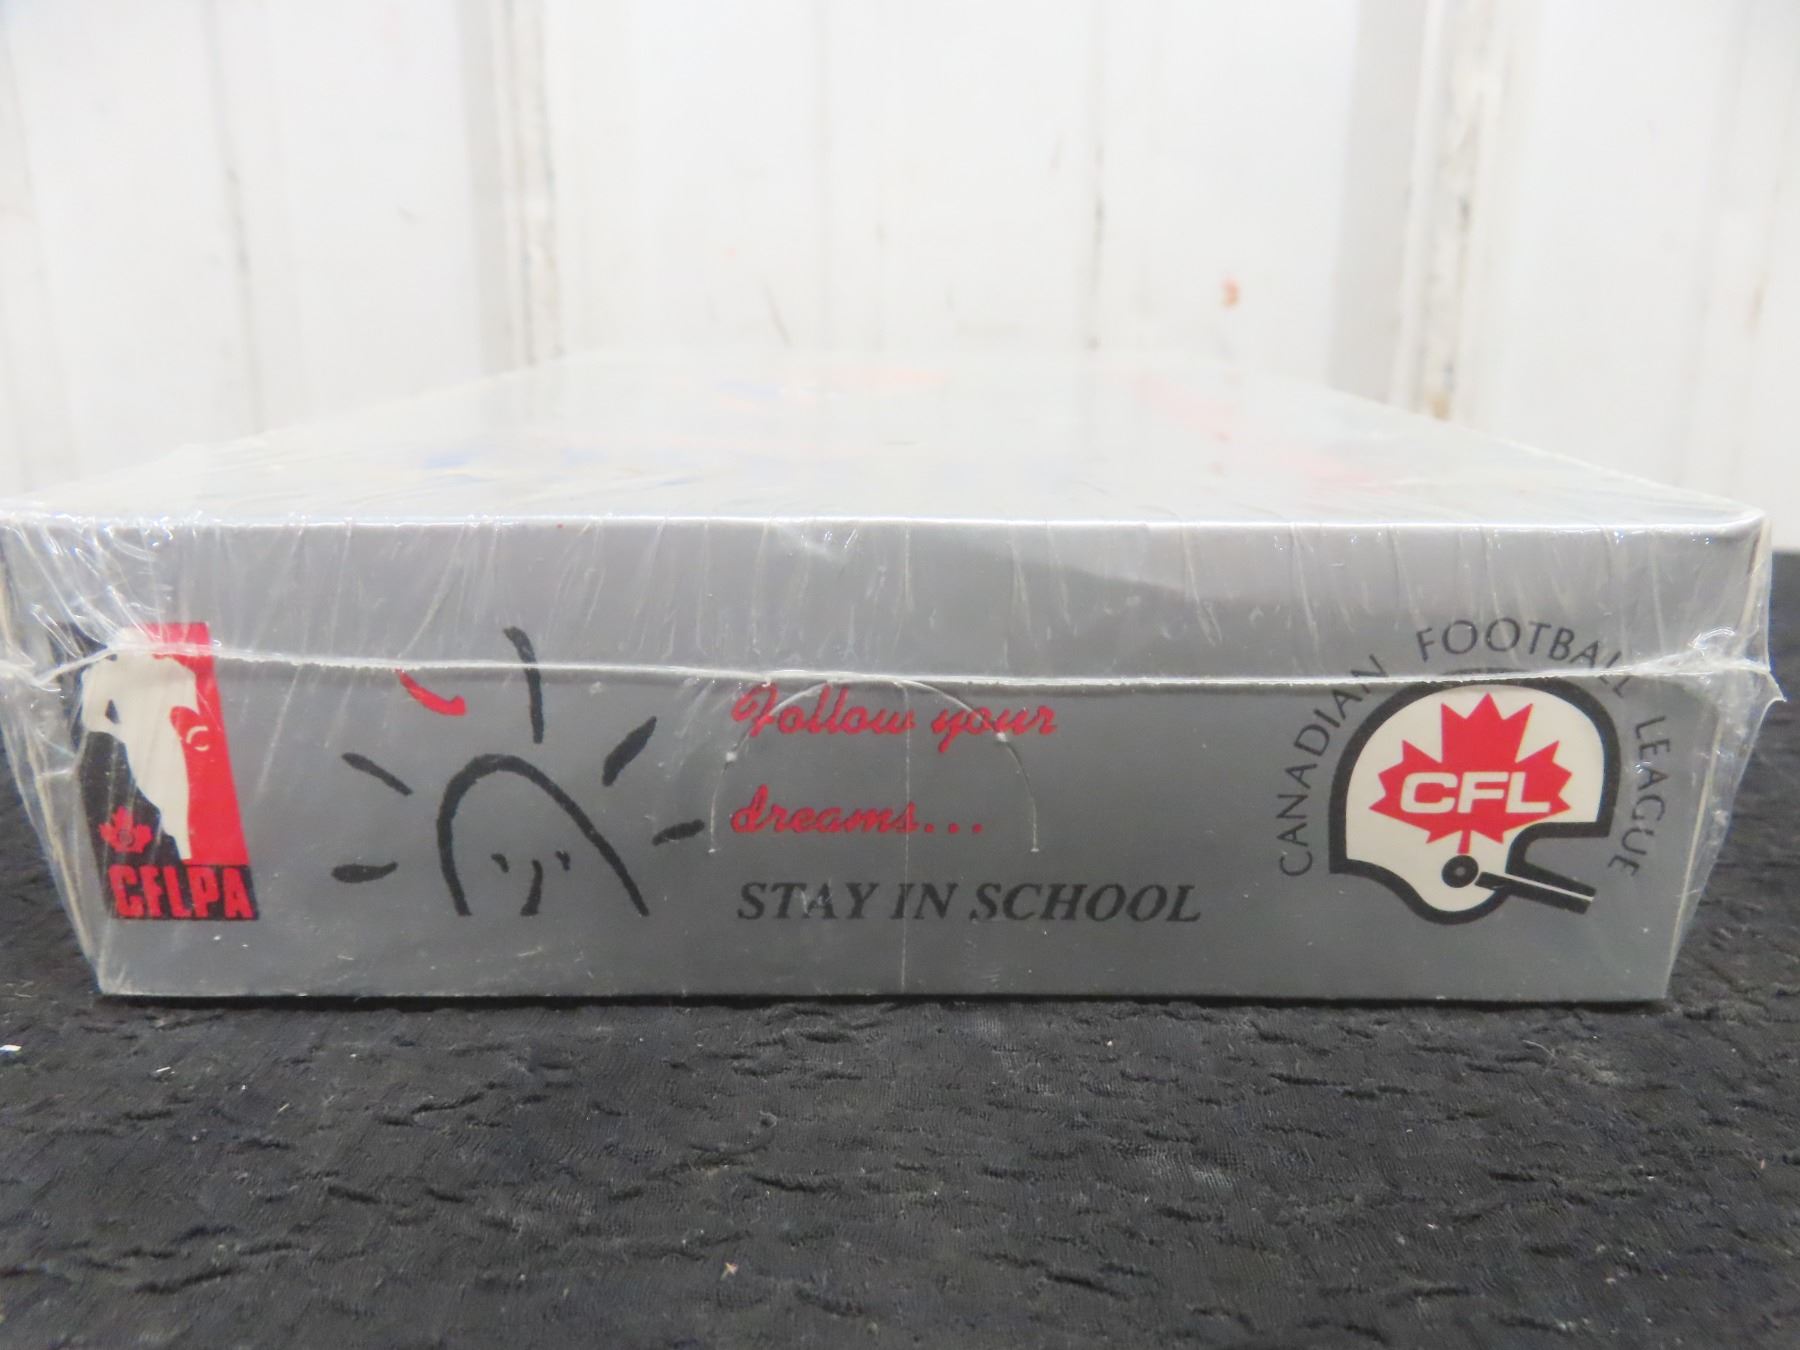 CFLPA
Follow your
dreams...
STAY IN SCHOOL
CANADIAN FOOTBALL LEAGUE
CFL